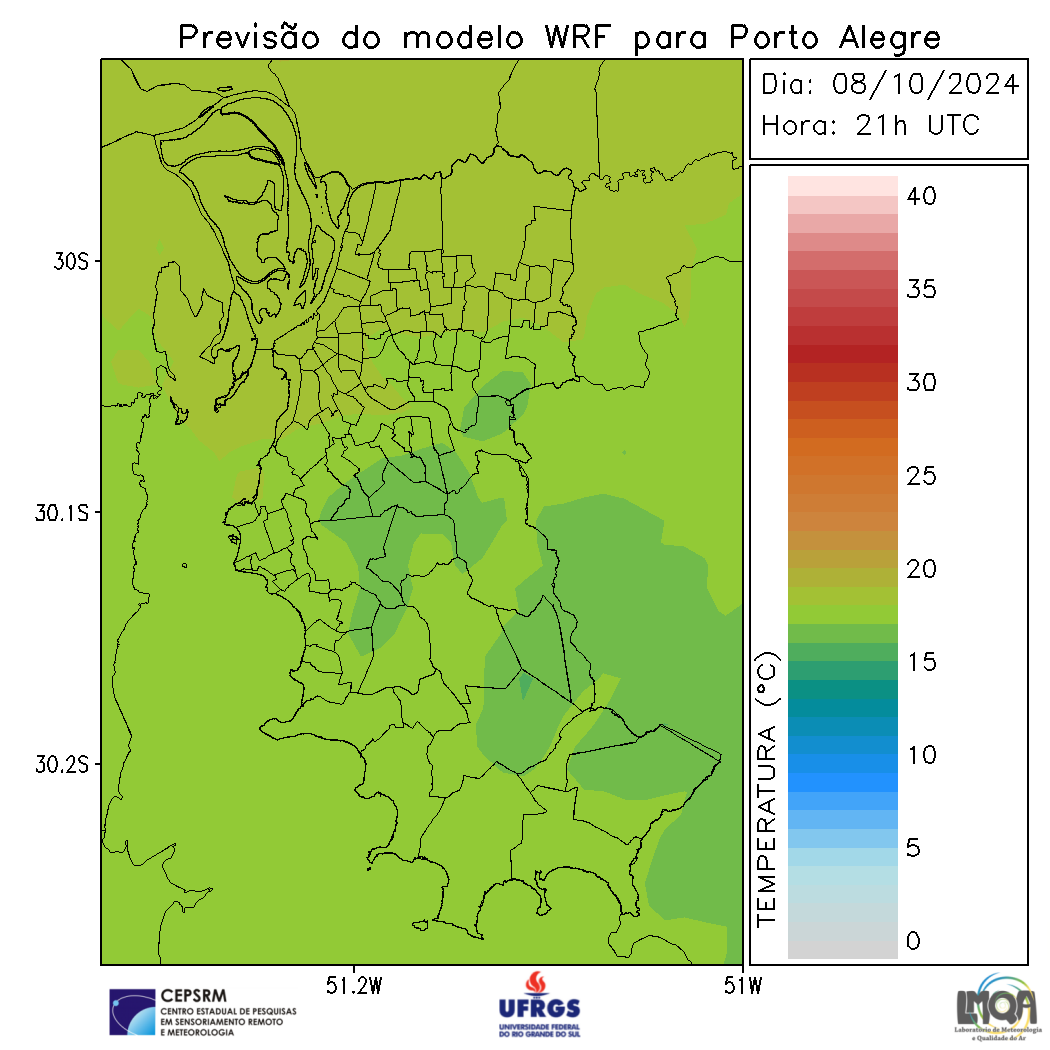 Previsão do modelo WRF para Porto Alegre
Dia: 08/10/2024
Hora: 21h UTC
40
35
30
25
20
15
10
5
0
TEMPERATURA (°C)
30S
30.1S
30.2S
51.2W
51W
CEPSRM
CENTRO ESTADUAL DE PESQUISAS
EM SENSORIAMENTO REMOTO
E METEOROLOGIA
UFRGS
UNIVERSIDADE FEDERAL
DO RIO GRANDE DO SUL
LMQA
Laboratório de Meteorologia
e Qualidade do Ar